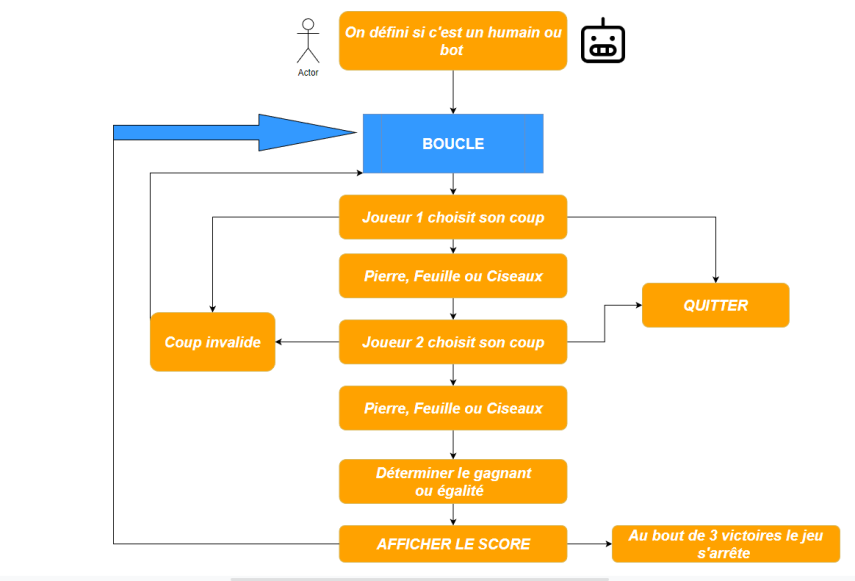 On défini si c'est un humain ou
bot
Actor
BOUCLE
Joueur 1 choisit son coup
Pierre, Feuille ou Ciseaux
QUITTER
Coup invalide
Joueur 2 choisit son coup
Pierre, Feuille ou Ciseaux
Déterminer le gagnant
ou égalité
AFFICHER LE SCORE
Au bout de 3 victoires le jeu
s'arrête